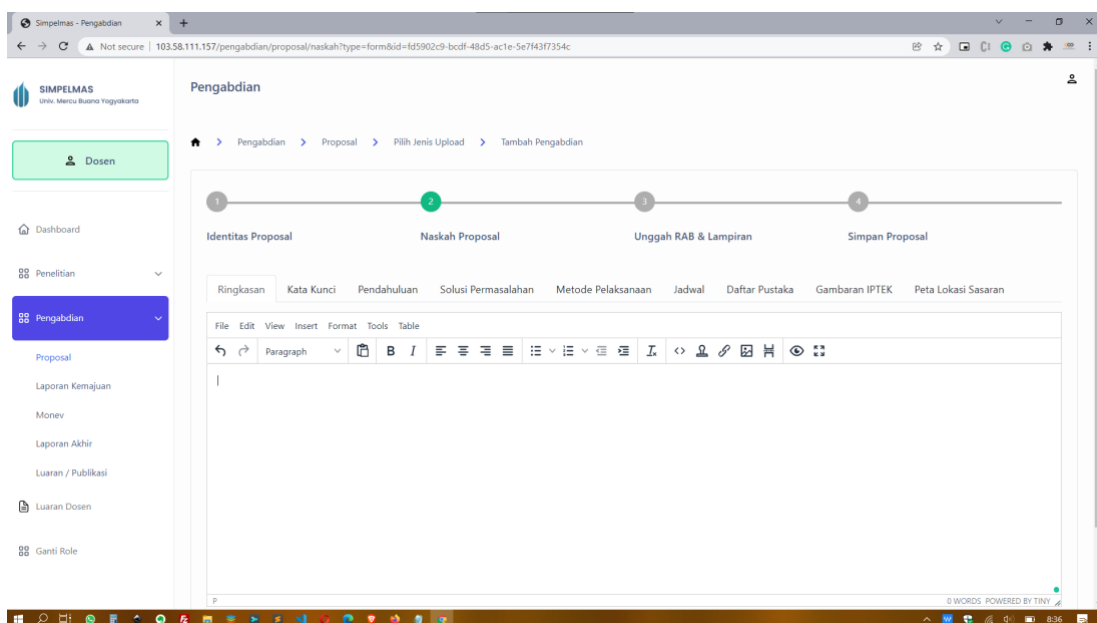 Simpelmas - Pengabdian
Not secure | 103.58.111.157/pengabdian/proposal/naskah?type=form&id=fd5902c9-bcdf-48d5-ac1e-5e7f43f7354c
SIMPELMAS
Univ. Mercu Buana Yogyakarta
Pengabdian
Dosen
Pengabdian > Proposal > Pilih Jenis Upload > Tambah Pengabdian
1 2 3 4
Identitas Proposal Naskah Proposal Unggah RAB & Lampiran Simpan Proposal
Dashboard
Penelitian
Pengabdian
Proposal
Laporan Kemajuan
Monev
Laporan Akhir
Luaran / Publikasi
Luaran Dosen
Ganti Role
Ringkasan Kata Kunci Pendahuluan Solusi Permasalahan Metode Pelaksanaan Jadwal Daftar Pustaka Gambaran IPTEK Peta Lokasi Sasaran
File Edit View Insert Format Tools Table
Paragraph B I
P 0 WORDS POWERED BY TINY
8:36